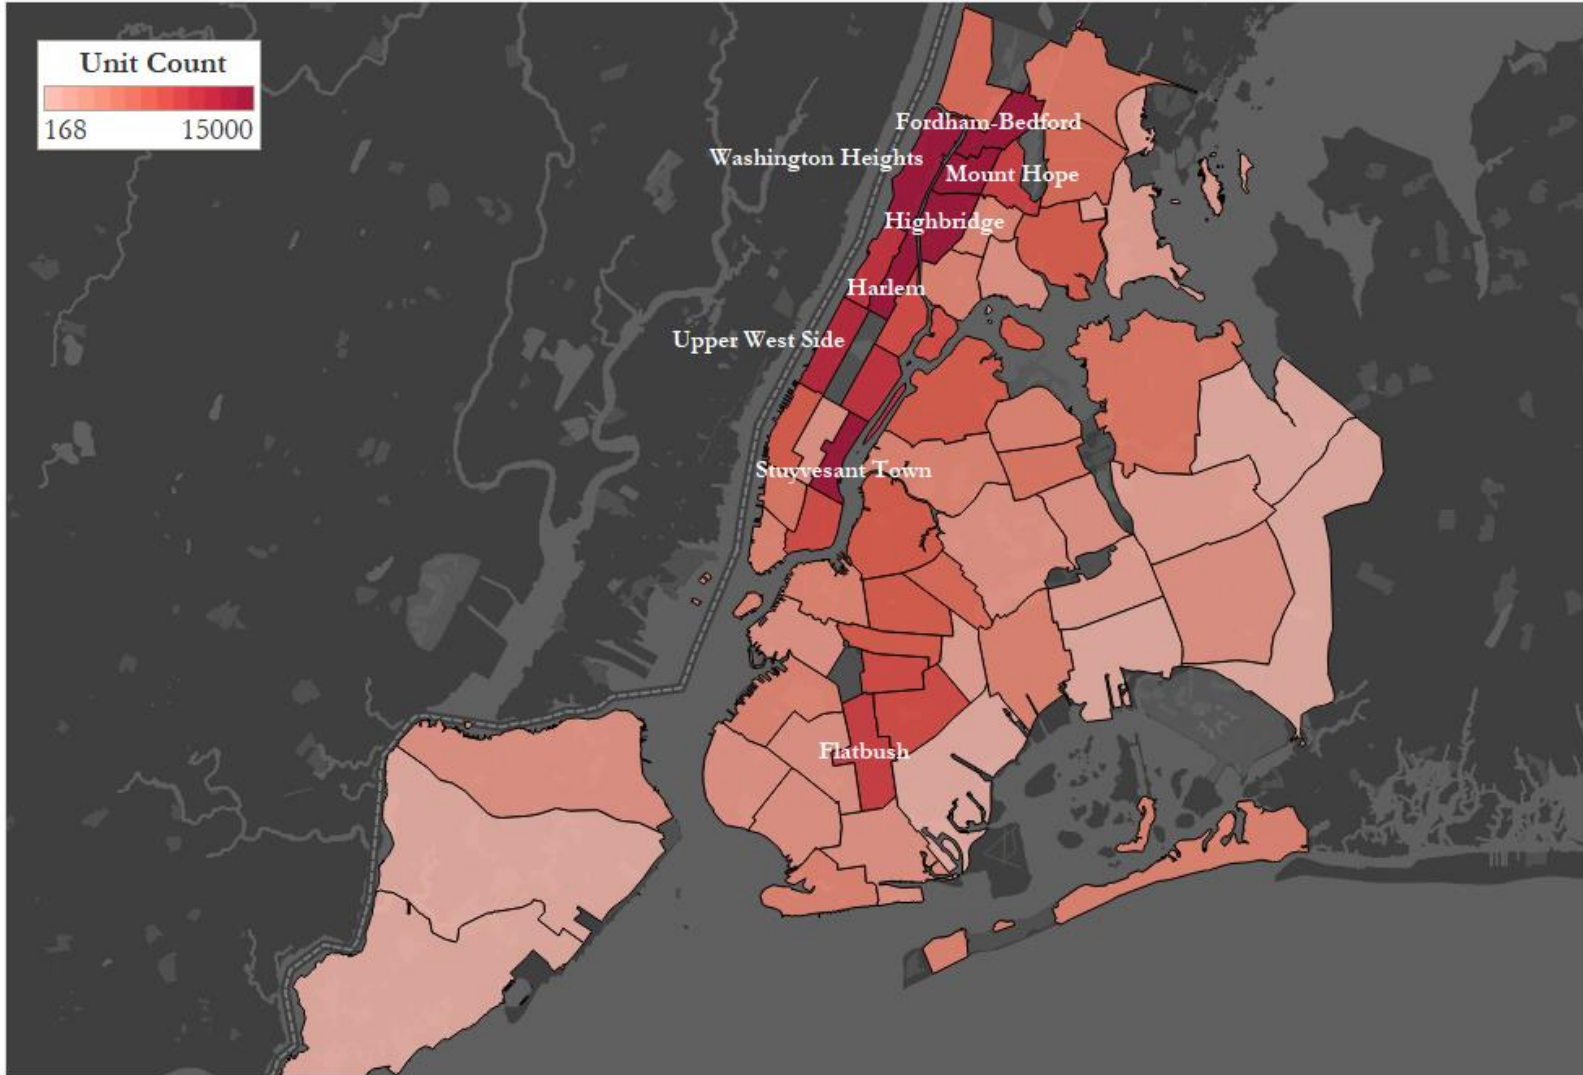 Unit Count
168 15000
Fordham-Bedford
Washington Heights
Mount Hope
Highbridge
Harlem
Upper West Side
Stuyvesant Town
Flatbush